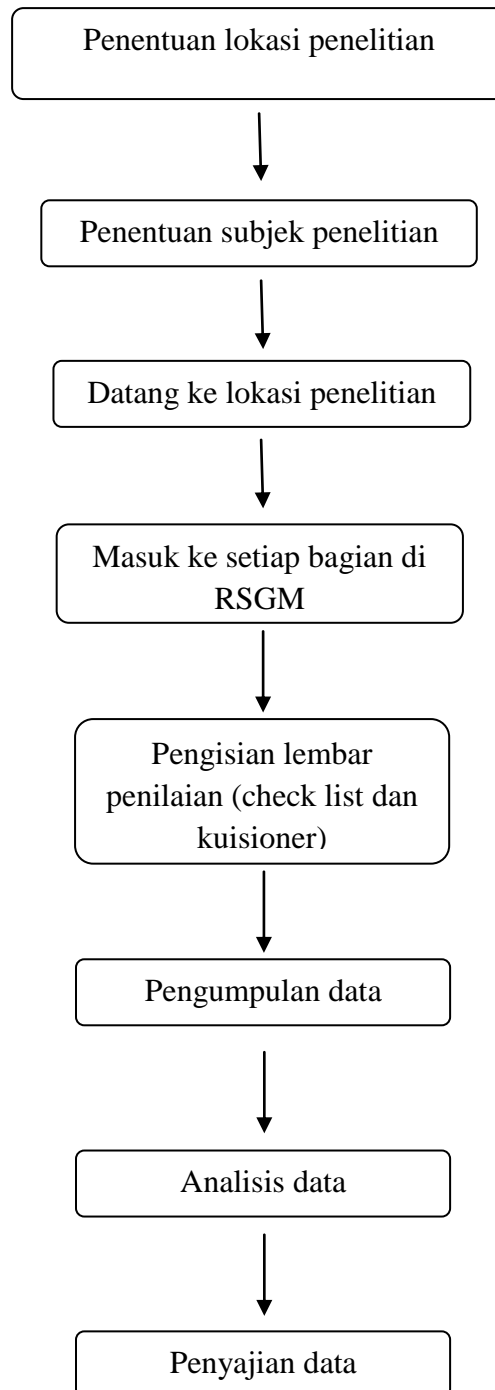 Penentuan lokasi penelitian
Penentuan subjek penelitian
Datang ke lokasi penelitian
Masuk ke setiap bagian di
RSGM
Pengisian lembar
penilaian (check list dan
kuisioner)
Pengumpulan data
Analisis data
Penyajian data